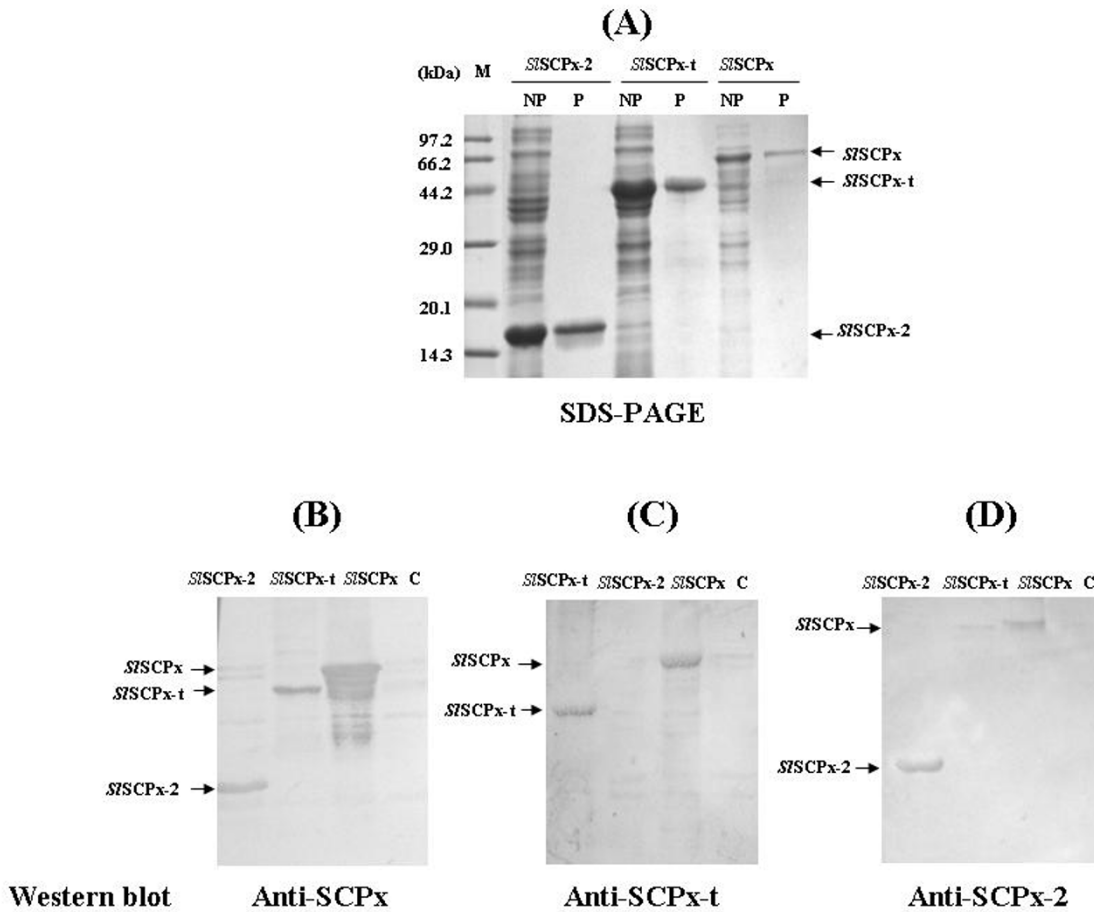 (A)
(kDa) M SlSCPx-2 SlSCPx-t SlSCPx
NP P NP P NP P
97.2
66.2
44.2
29.0
20.1
14.3
SlSCPx
SlSCPx-t
SlSCPx-2
SDS-PAGE
(B) (C) (D)
SlSCPx-2 SlSCPx-t SlSCPx C
SlSCPx-t SlSCPx-2 SlSCPx C
SlSCPx-2 SlSCPx-t SlSCPx C
SlSCPx
SlSCPx-t
SlSCPx-2
SlSCPx
SlSCPx-t
SlSCPx
SlSCPx-2
Western blot Anti-SCPx Anti-SCPx-t Anti-SCPx-2